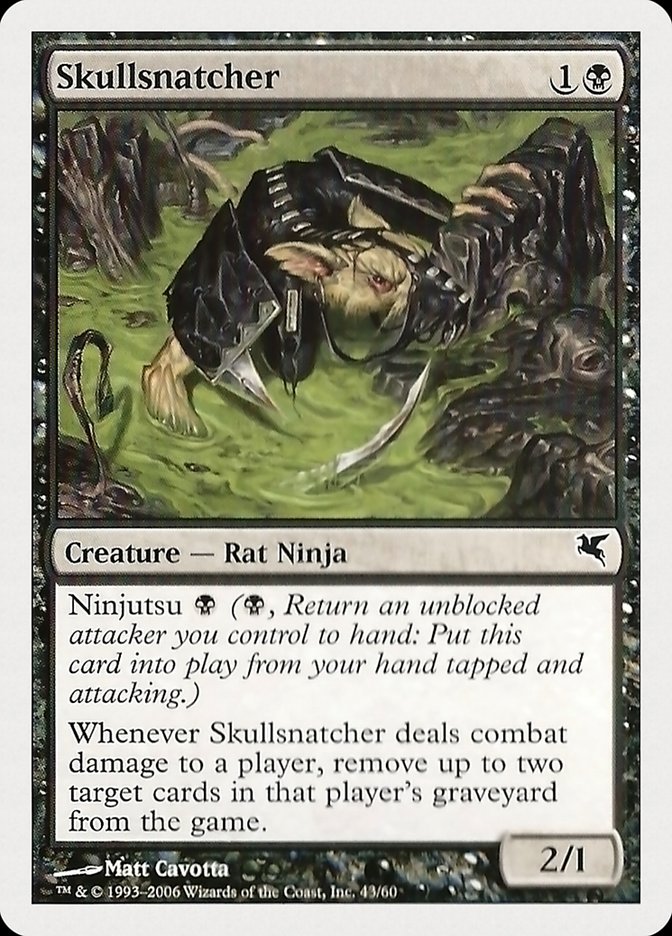 Skullsnatcher 1
Creature — Rat Ninja
Ninjutsu (, Return an unblocked
attacker you control to hand: Put this
card into play from your hand tapped and
attacking.)
Whenever Skullsnatcher deals combat
damage to a player, remove up to two
target cards in that player's graveyard
from the game.
2/1
Matt Cavotta
™ & © 1993–2006 Wizards of the Coast, Inc. 43/60